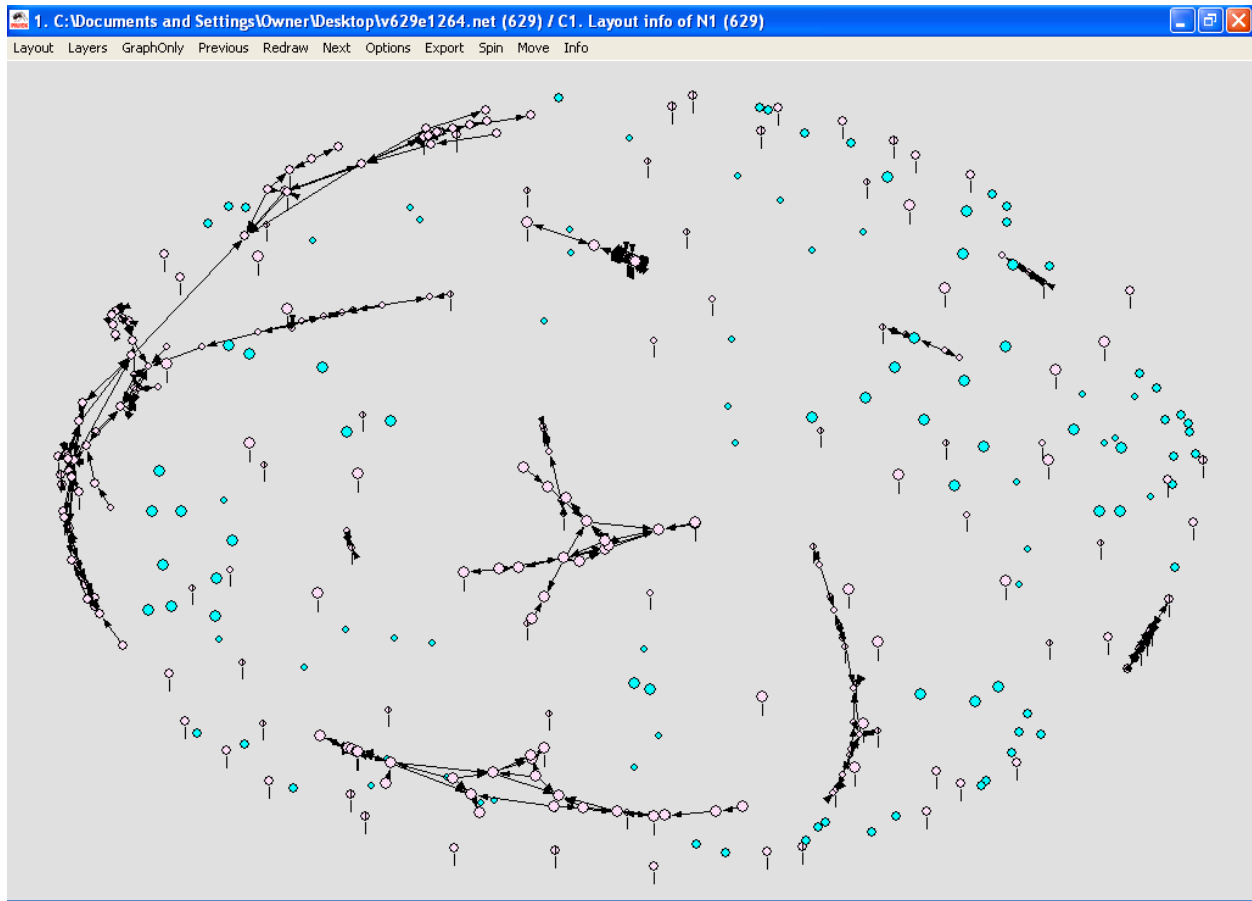 1. C:\Documents and Settings\Owner\Desktop\v629e1264.net (629) / C1. Layout info of N1 (629)
Layout Layers GraphOnly Previous Redraw Next Options Export Spin Move Info